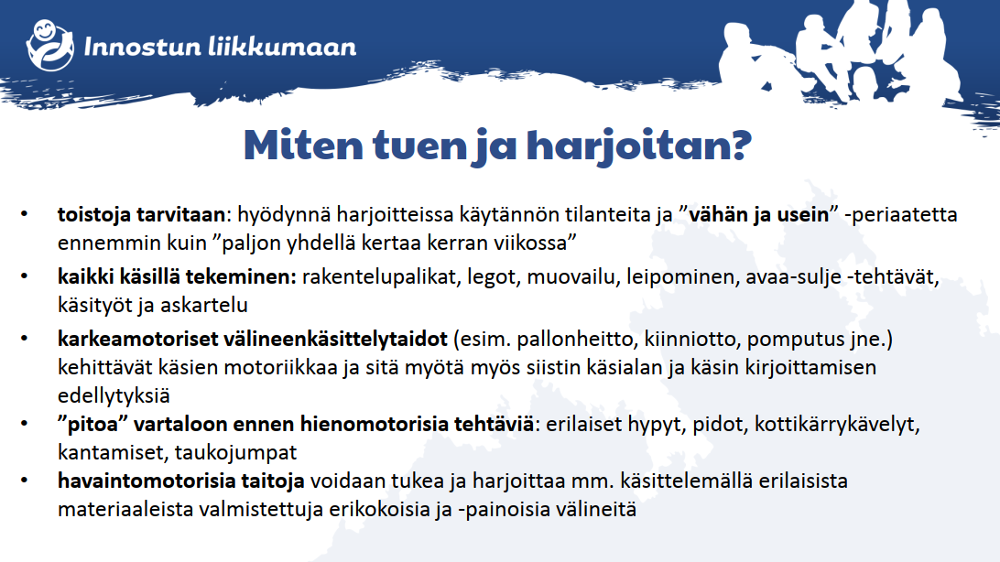 Innostun liikkumaan
Miten tuen ja harjoitan?
• toistoja tarvitaan: hyödynnä harjoitteissa käytännön tilanteita ja ”vähän ja usein” -periaatetta
ennemmin kuin ”paljon yhdellä kertaa kerran viikossa”
• kaikki käsillä tekeminen: rakentelupalikat, legot, muovailu, leipominen, avaa-sulje -tehtävät,
käsityöt ja askartelu
• karkeamotoriset välineenkäsittelytaidot (esim. pallonheitto, kiinniotto, pomputus jne.)
kehittävät käsien motoriikkaa ja sitä myötä myös siistin käsialan ja käsin kirjoittamisen
edellytyksiä
• ”pitoa” vartaloon ennen hienomotorisia tehtäviä: erilaiset hypyt, pidot, kottikärrykävelyt,
kantamiset, taukojumpat
• havaintomotorisia taitoja voidaan tukea ja harjoittaa mm. käsittelemällä erilaisista
materiaaleista valmistettuja erikokoisia ja -painoisia välineitä